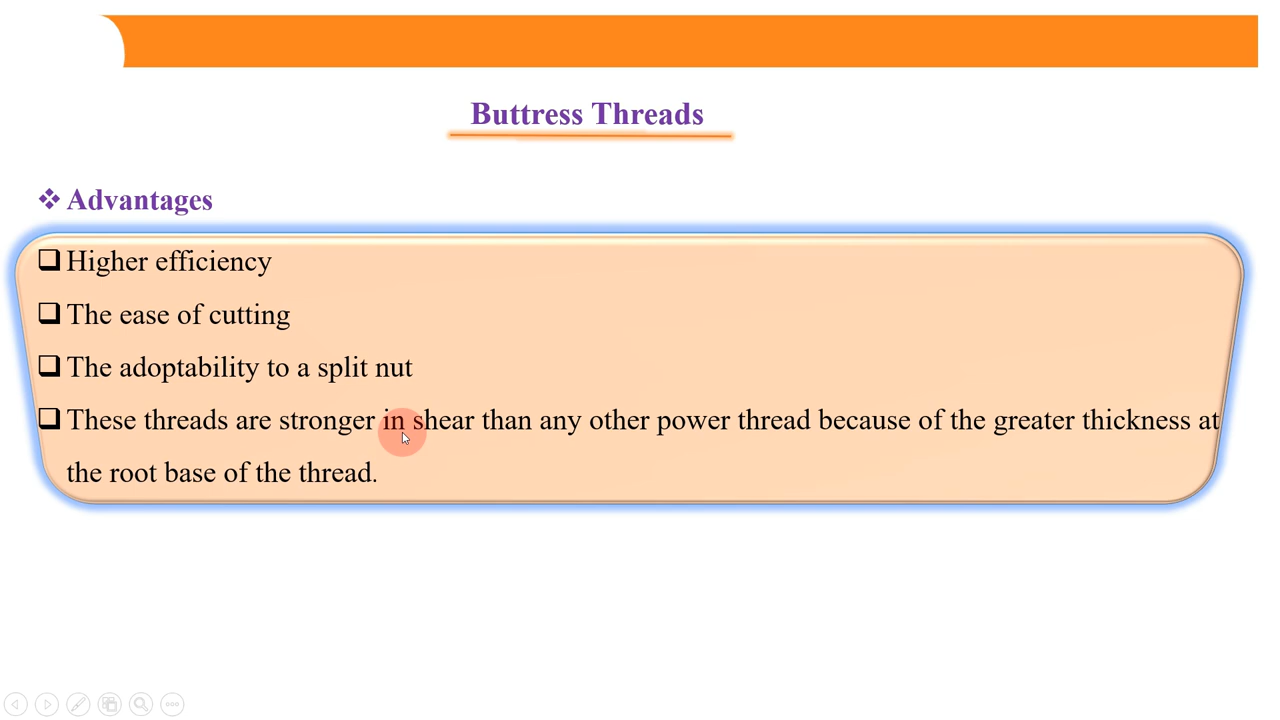 Buttress Threads
Advantages
Higher efficiency
The ease of cutting
The adoptability to a split nut
These threads are stronger in shear than any other power thread because of the greater thickness at
the root base of the thread.